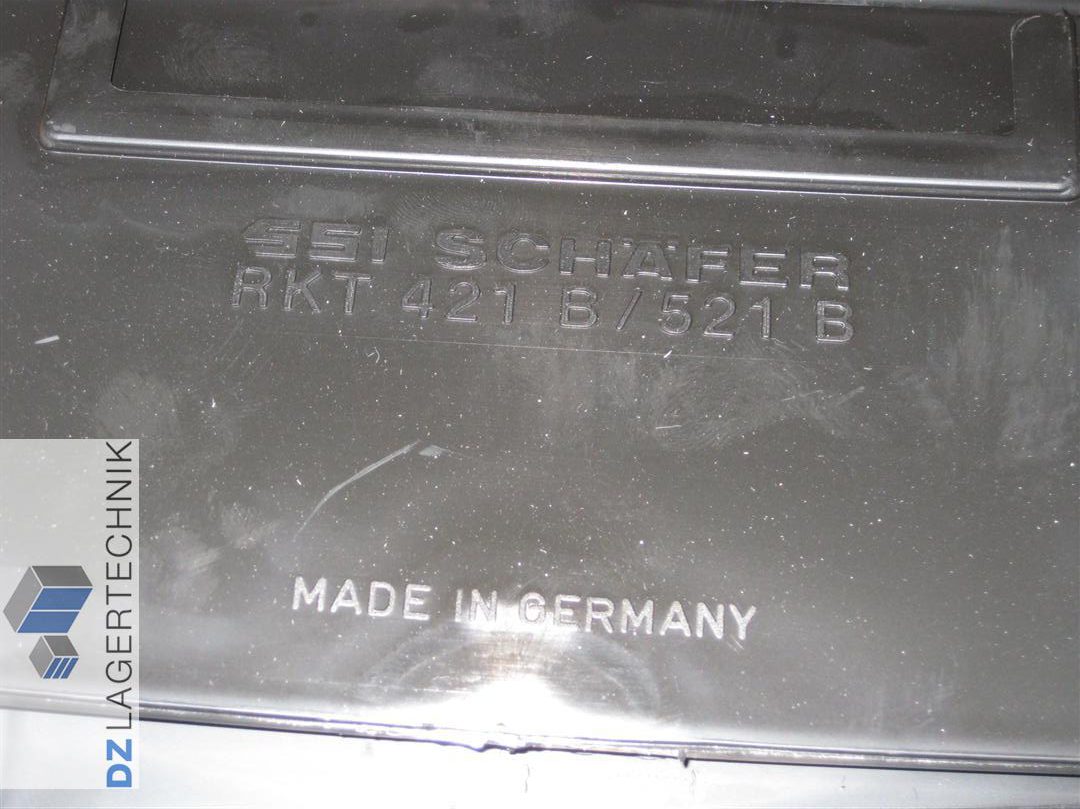 SSI SCHÄFER
RKT 421 B/521 B
MADE IN GERMANY
DZ LAGERTECHNIK